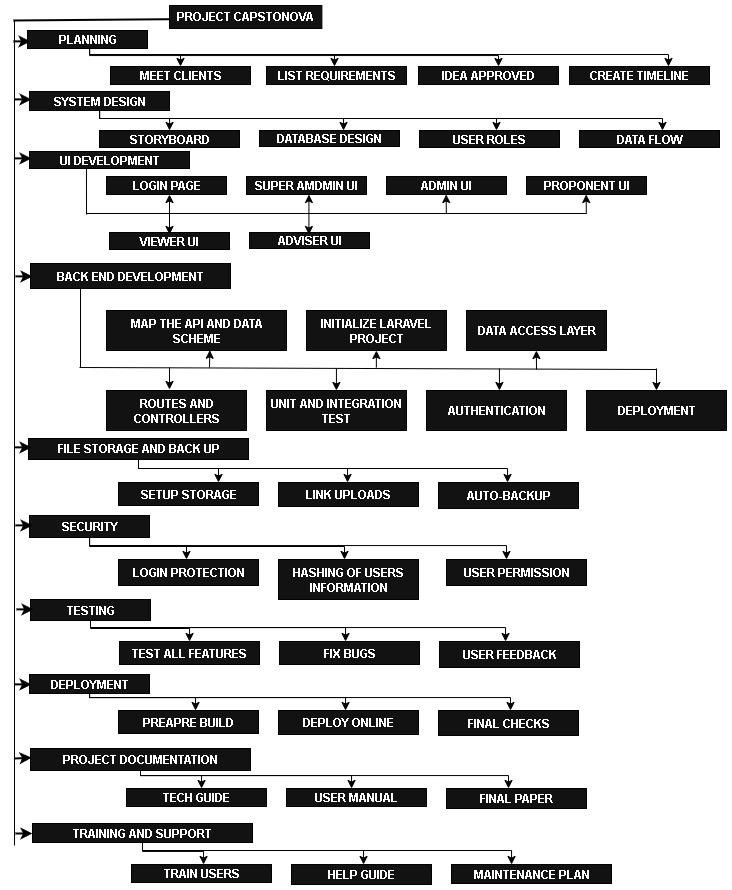 PROJECT CAPSTONOVA
PLANNING
MEET CLIENTS
LIST REQUIREMENTS
IDEA APPROVED
CREATE TIMELINE
SYSTEM DESIGN
STORYBOARD
DATABASE DESIGN
USER ROLES
DATA FLOW
UI DEVELOPMENT
LOGIN PAGE
SUPER AMDMIN UI
ADMIN UI
PROPONENT UI
VIEWER UI
ADVISER UI
BACK END DEVELOPMENT
MAP THE API AND DATA
SCHEME
INITIALIZE LARAVEL
PROJECT
DATA ACCESS LAYER
ROUTES AND
CONTROLLERS
UNIT AND INTEGRATION
TEST
AUTHENTICATION
DEPLOYMENT
FILE STORAGE AND BACK UP
SETUP STORAGE
LINK UPLOADS
AUTO-BACKUP
SECURITY
LOGIN PROTECTION
HASHING OF USERS
INFORMATION
USER PERMISSION
TESTING
TEST ALL FEATURES
FIX BUGS
USER FEEDBACK
DEPLOYMENT
PREAPRE BUILD
DEPLOY ONLINE
FINAL CHECKS
PROJECT DOCUMENTATION
TECH GUIDE
USER MANUAL
FINAL PAPER
TRAINING AND SUPPORT
TRAIN USERS
HELP GUIDE
MAINTENANCE PLAN